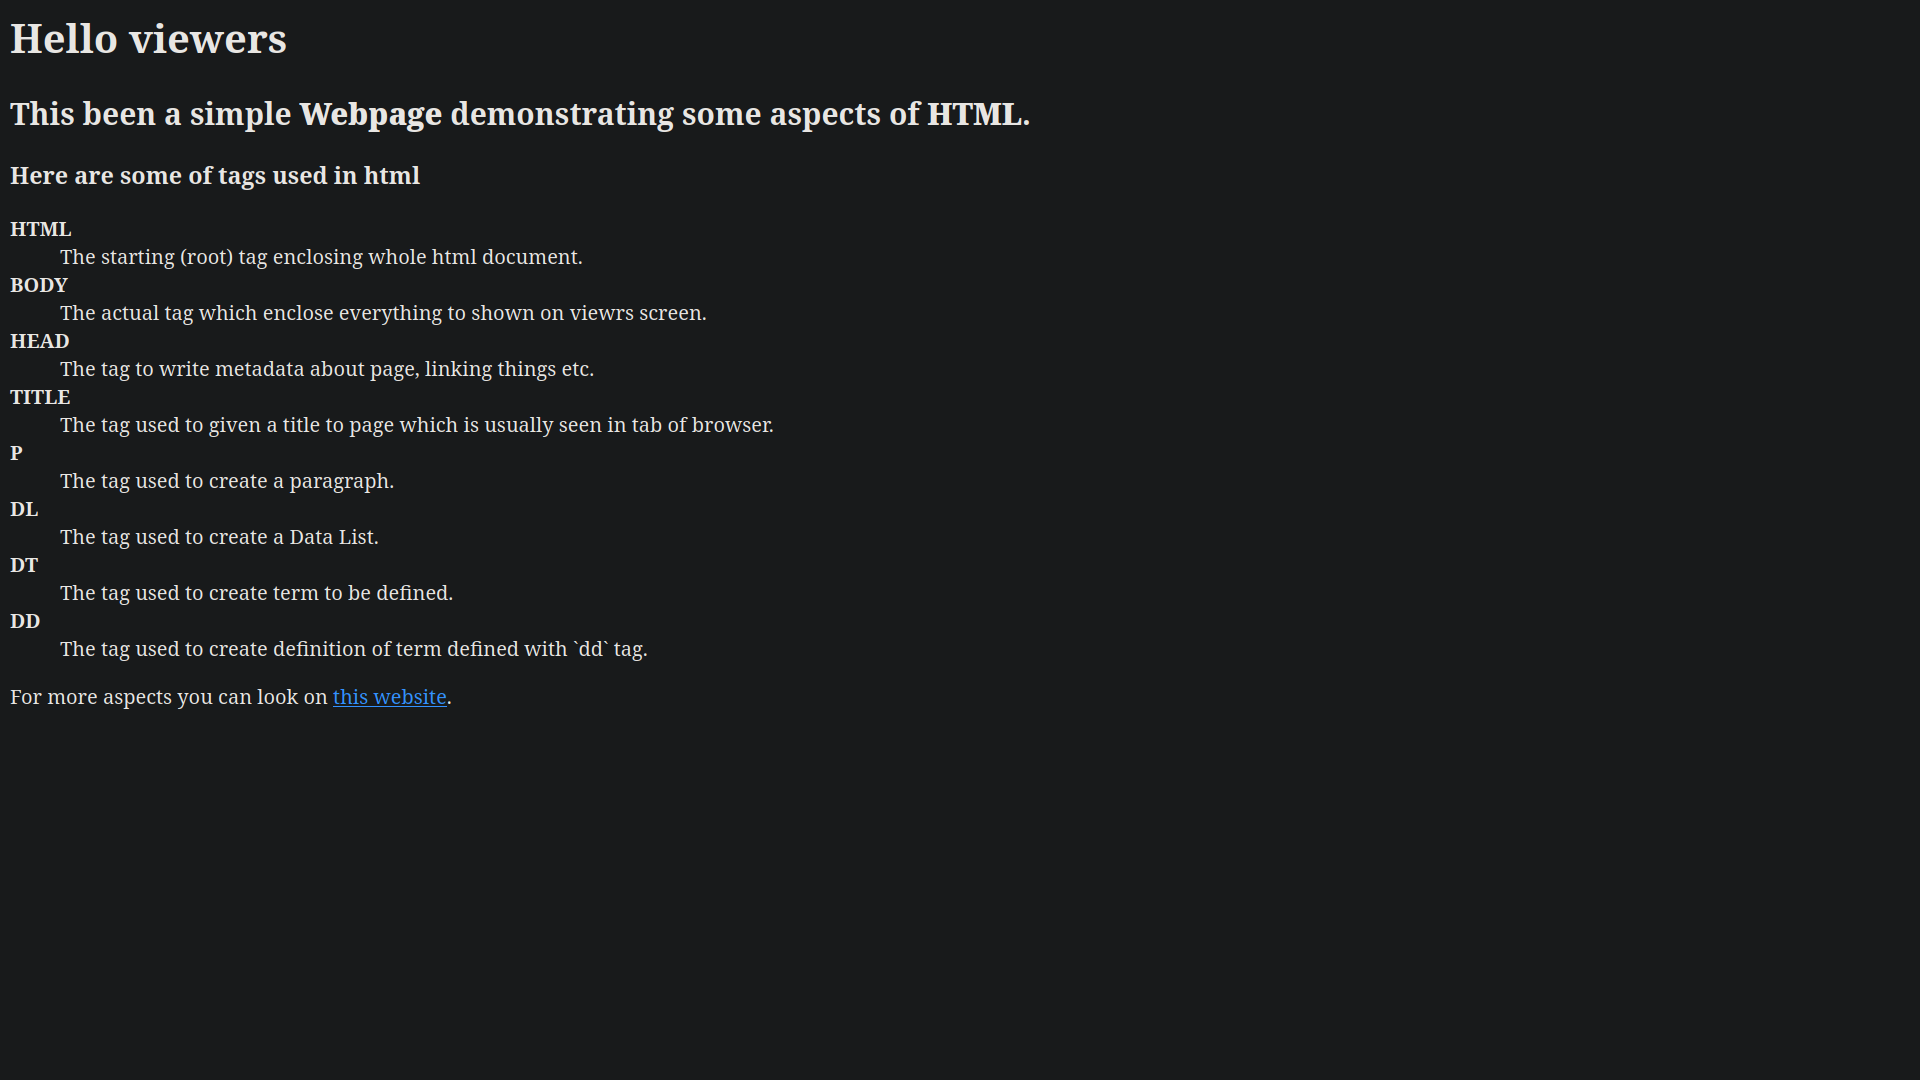 Hello viewers
This been a simple Webpage demonstrating some aspects of HTML.
Here are some of tags used in html
HTML
The starting (root) tag enclosing whole html document.
BODY
The actual tag which enclose everything to shown on viewrs screen.
HEAD
The tag to write metadata about page, linking things etc.
TITLE
The tag used to given a title to page which is usually seen in tab of browser.
P
The tag used to create a paragraph.
DL
The tag used to create a Data List.
DT
The tag used to create term to be defined.
DD
The tag used to create definition of term defined with `dd` tag.
For more aspects you can look on this website.